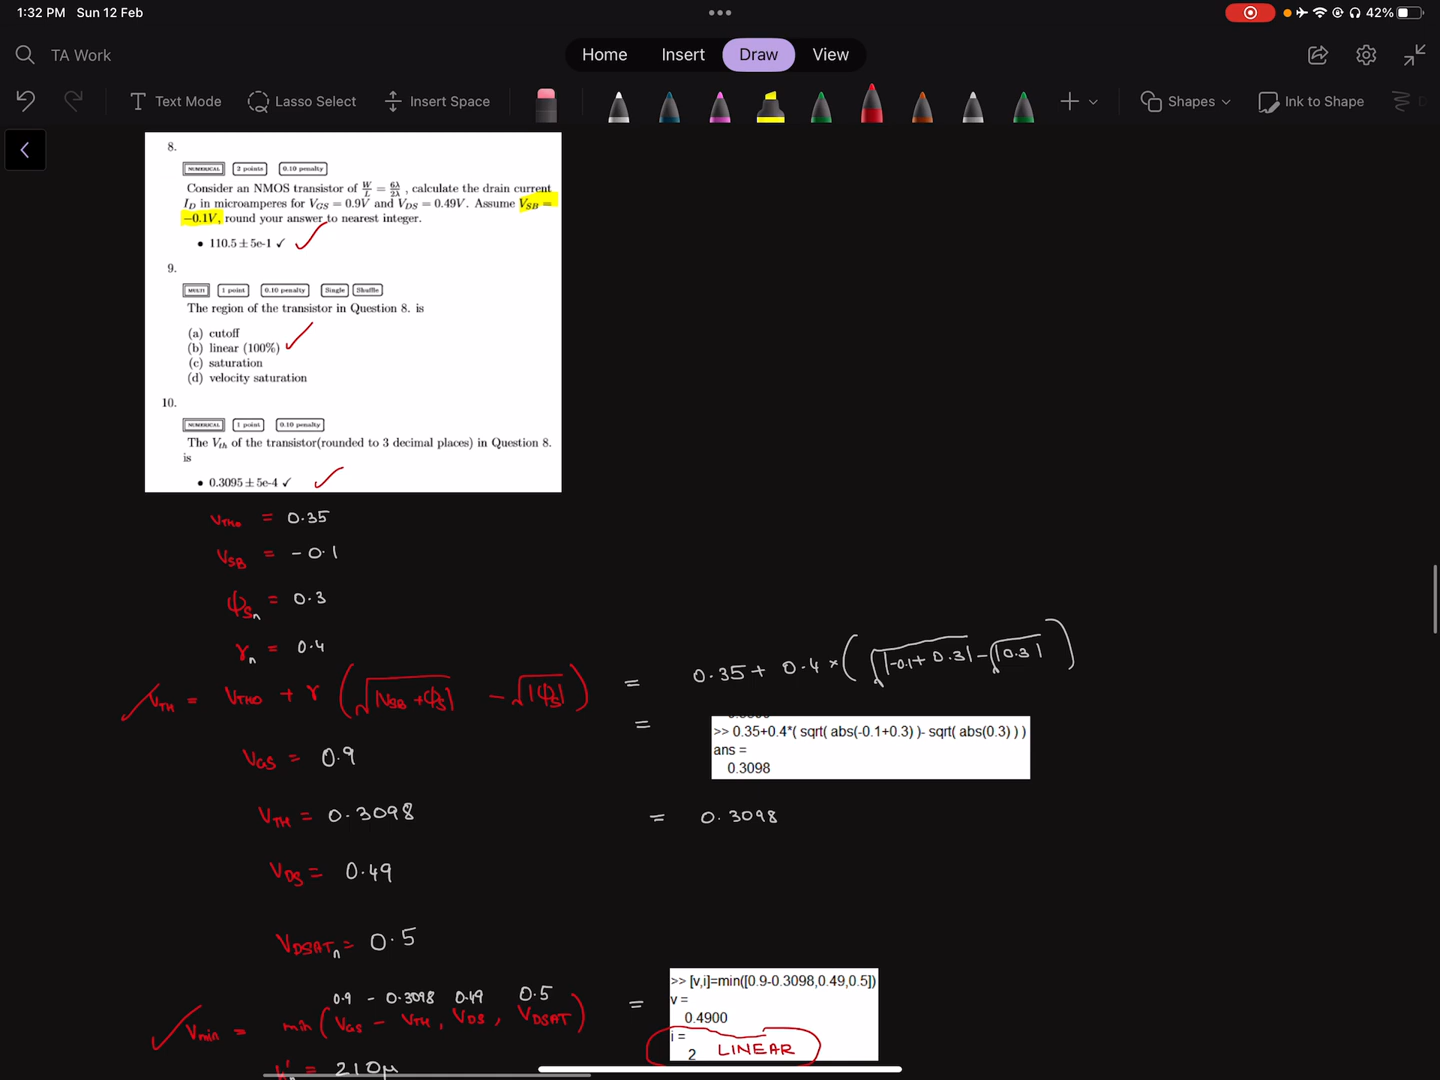 1:32 PM Sun 12 Feb
42%
TA Work
Home Insert Draw View
Text Mode Lasso Select Insert Space Shapes Ink to Shape
8.
NUMERICAL 2 points 0.10 penalty
Consider an NMOS transistor of W/L = 6λ/2λ , calculate the drain current
I_D in microamperes for V_GS = 0.9V and V_DS = 0.49V. Assume V_SB =
−0.1V, round your answer to nearest integer.
• 110.5 ± 5e-1 ✓
9.
MULTI 1 point 0.10 penalty Single Shuffle
The region of the transistor in Question 8. is
(a) cutoff
(b) linear (100%)
(c) saturation
(d) velocity saturation
10.
NUMERICAL 1 point 0.10 penalty
The V_th of the transistor(rounded to 3 decimal places) in Question 8.
is
• 0.3095 ± 5e-4 ✓
V_THo = 0.35
V_SB = -0.1
ψ_Sn = 0.3
γ_n = 0.4
V_TH = V_THO + γ (√|V_SB + ψ_S| - √|ψ_S|) = 0.35 + 0.4 * (√|-0.1 + 0.3| - √|0.3|)
=
>> 0.35+0.4*( sqrt( abs(-0.1+0.3) )- sqrt( abs(0.3) ) )
ans =
0.3098
V_GS = 0.9
V_TH = 0.3098 = 0.3098
V_DS = 0.49
V_DSATn = 0.5
0.9 - 0.3098 0.49 0.5
V_min = min (V_GS - V_TH, V_DS, V_DSAT) =
>> [v,i]=min([0.9-0.3098,0.49,0.5])
v =
0.4900
i =
2 LINEAR
k'_n = 210μ